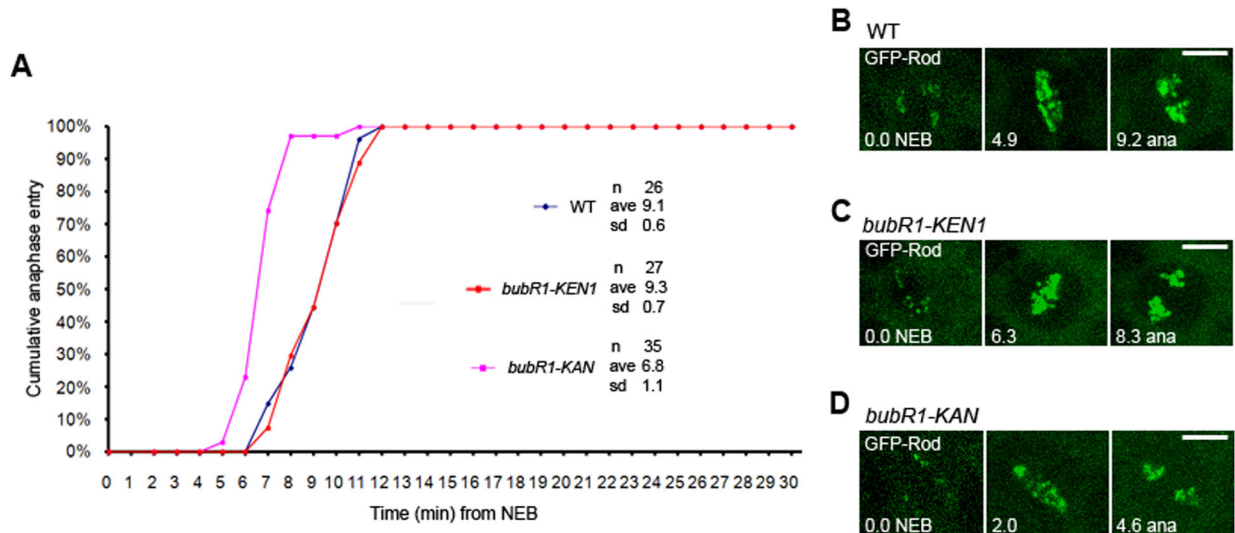 A
100%
90%
80%
70%
60%
50%
40%
30%
20%
10%
0%
Cumulative anaphase entry
0 1 2 3 4 5 6 7 8 9 10 11 12 13 14 15 16 17 18 19 20 21 22 23 24 25 26 27 28 29 30
Time (min) from NEB
WT
n 26
ave 9.1
sd 0.6
bubR1-KEN1
n 27
ave 9.3
sd 0.7
bubR1-KAN
n 35
ave 6.8
sd 1.1
B WT
GFP-Rod
0.0 NEB 4.9 9.2 ana
C bubR1-KEN1
GFP-Rod
0.0 NEB 6.3 8.3 ana
D bubR1-KAN
GFP-Rod
0.0 NEB 2.0 4.6 ana